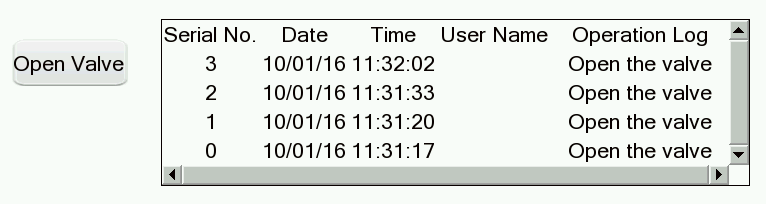 Serial No. Date Time User Name Operation Log
Open Valve
3 10/01/16 11:32:02 Open the valve
2 10/01/16 11:31:33 Open the valve
1 10/01/16 11:31:20 Open the valve
0 10/01/16 11:31:17 Open the valve